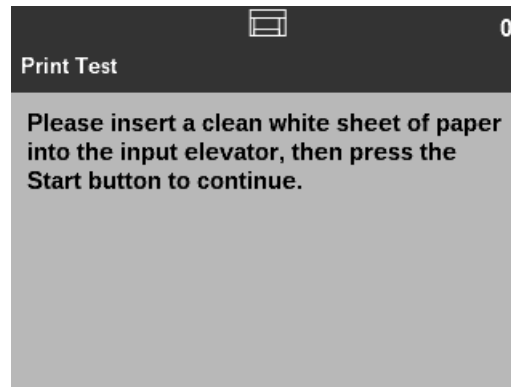 0
Print Test
Please insert a clean white sheet of paper
into the input elevator, then press the
Start button to continue.